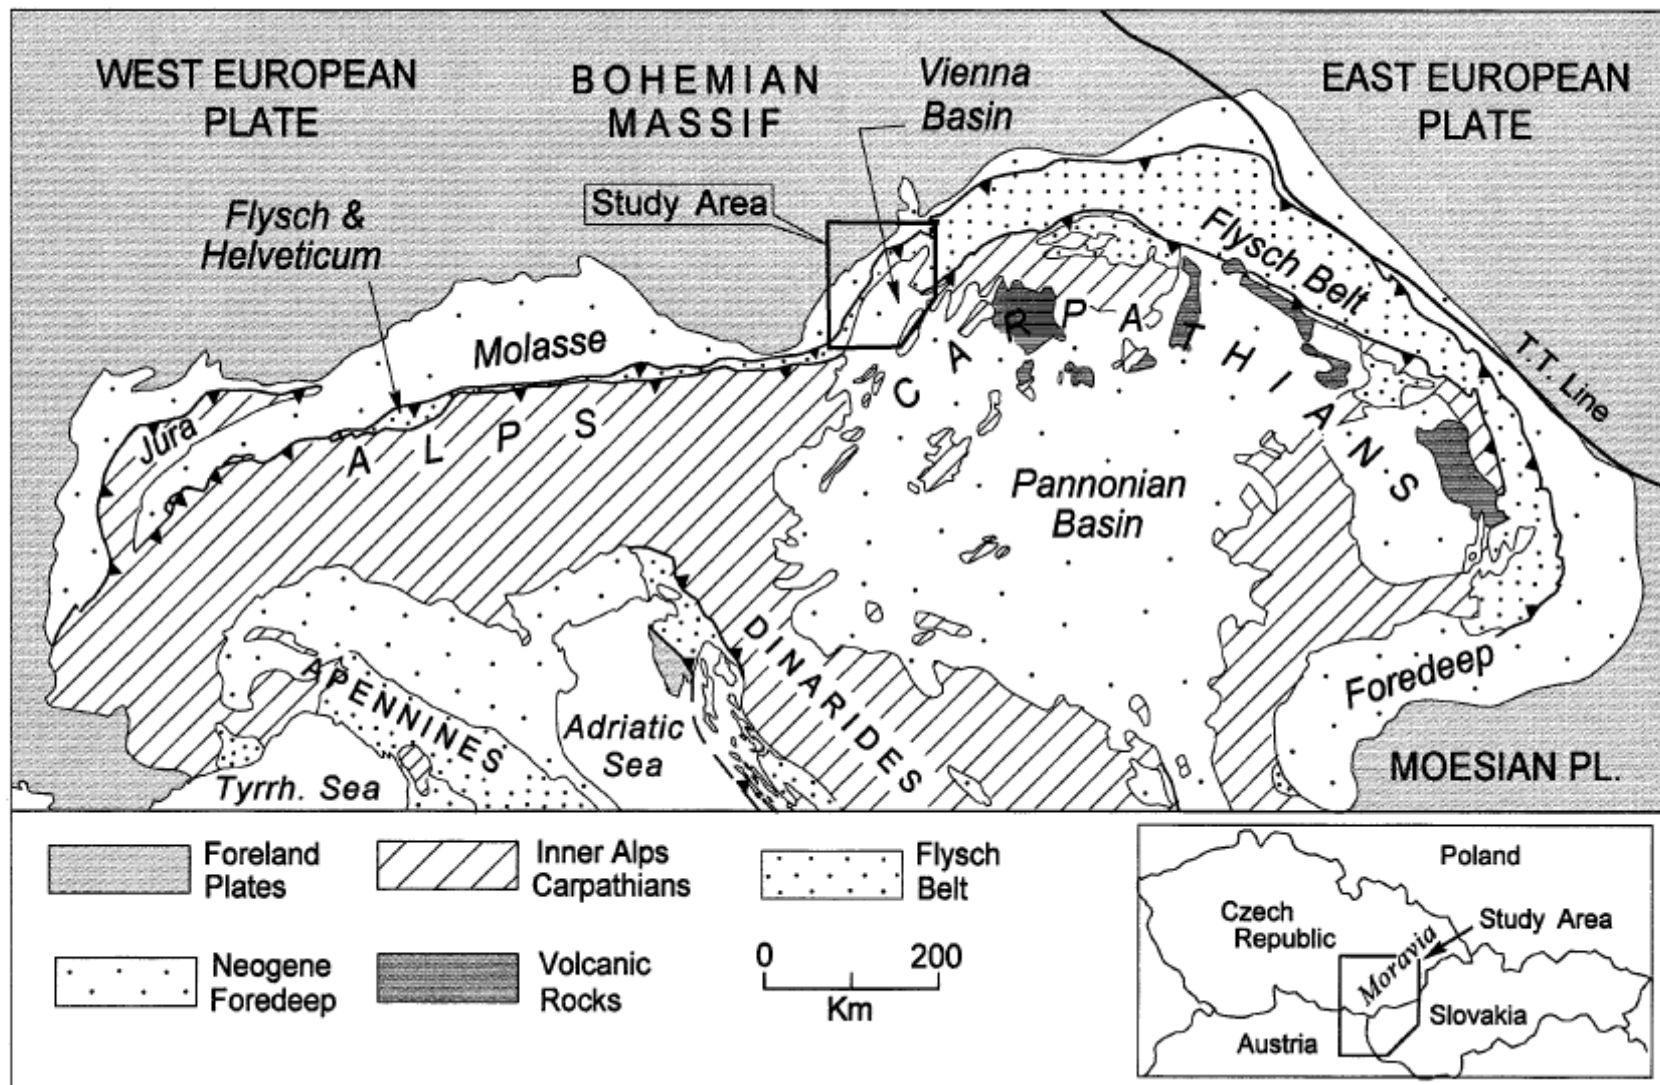 WEST EUROPEAN
PLATE
BOHEMIAN
MASSIF
Vienna
Basin
EAST EUROPEAN
PLATE
Study Area
Flysch &
Helveticum
Flysch Belt
Molasse
T.T. Line
Jura
ALPS
CARPATHIANS
Pannonian
Basin
DINARIDES
APENNINES
Adriatic
Sea
Foredeep
Tyrrh. Sea
MOESIAN PL.
Foreland
Plates
Inner Alps
Carpathians
Flysch
Belt
Neogene
Foredeep
Volcanic
Rocks
0 200
Km
Poland
Czech
Republic
Study Area
Moravia
Slovakia
Austria